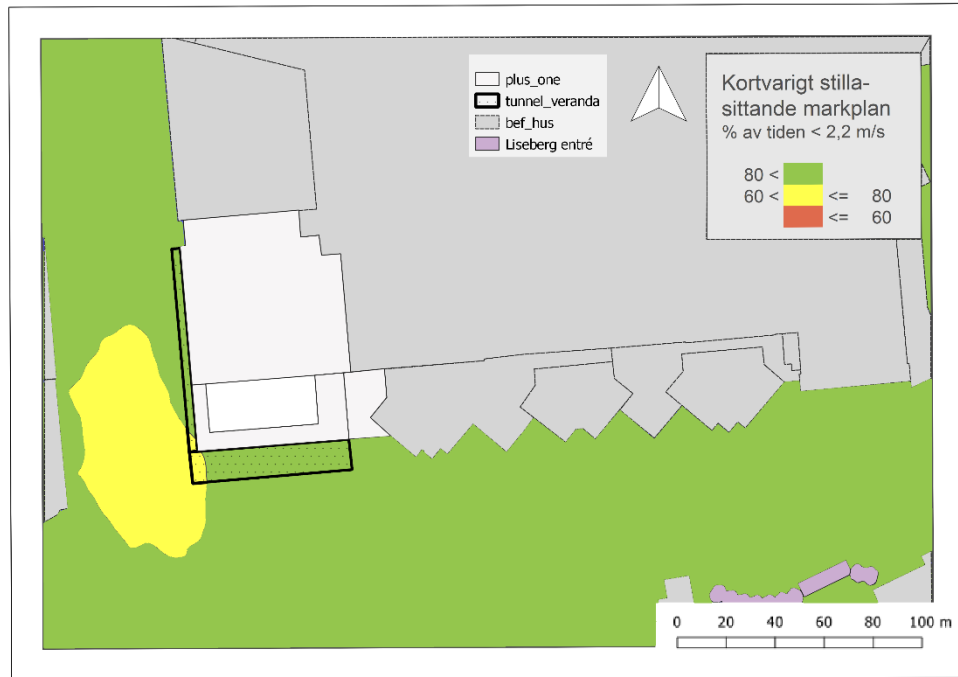 plus_one
tunnel_veranda
bef_hus
Liseberg entré
Kortvarigt stilla-
sittande markplan
% av tiden < 2,2 m/s
80 <
60 < <= 80
<= 60
0 20 40 60 80 100 m